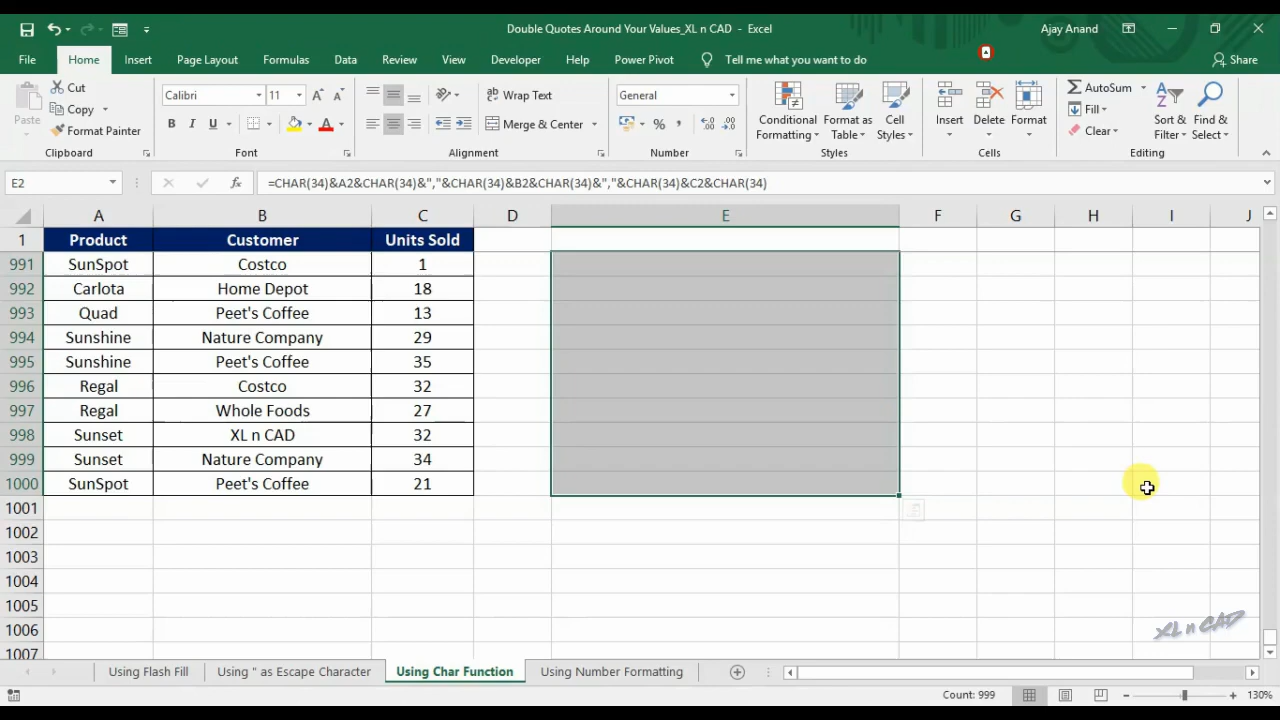 Double Quotes Around Your Values_XL n CAD - Excel
Ajay Anand
File Home Insert Page Layout Formulas Data Review View Developer Help Power Pivot Tell me what you want to do Share
Paste
Cut
Copy
Format Painter
Calibri 11
B I U
Wrap Text
Merge & Center
General
Conditional Formatting
Format as Table
Cell Styles
Insert
Delete
Format
AutoSum
Fill
Clear
Sort & Filter
Find & Select
Clipboard Font Alignment Number Styles Cells Editing
E2 fx =CHAR(34)&A2&CHAR(34)&","&CHAR(34)&B2&CHAR(34)&","&CHAR(34)&C2&CHAR(34)
A B C D E F G H I J
1 Product Customer Units Sold
991 SunSpot Costco 1
992 Carlota Home Depot 18
993 Quad Peet's Coffee 13
994 Sunshine Nature Company 29
995 Sunshine Peet's Coffee 35
996 Regal Costco 32
997 Regal Whole Foods 27
998 Sunset XL n CAD 32
999 Sunset Nature Company 34
1000 SunSpot Peet's Coffee 21
1001
1002
1003
1004
1005
1006
1007
XL n CAD
Using Flash Fill Using " as Escape Character Using Char Function Using Number Formatting
Count: 999 130%